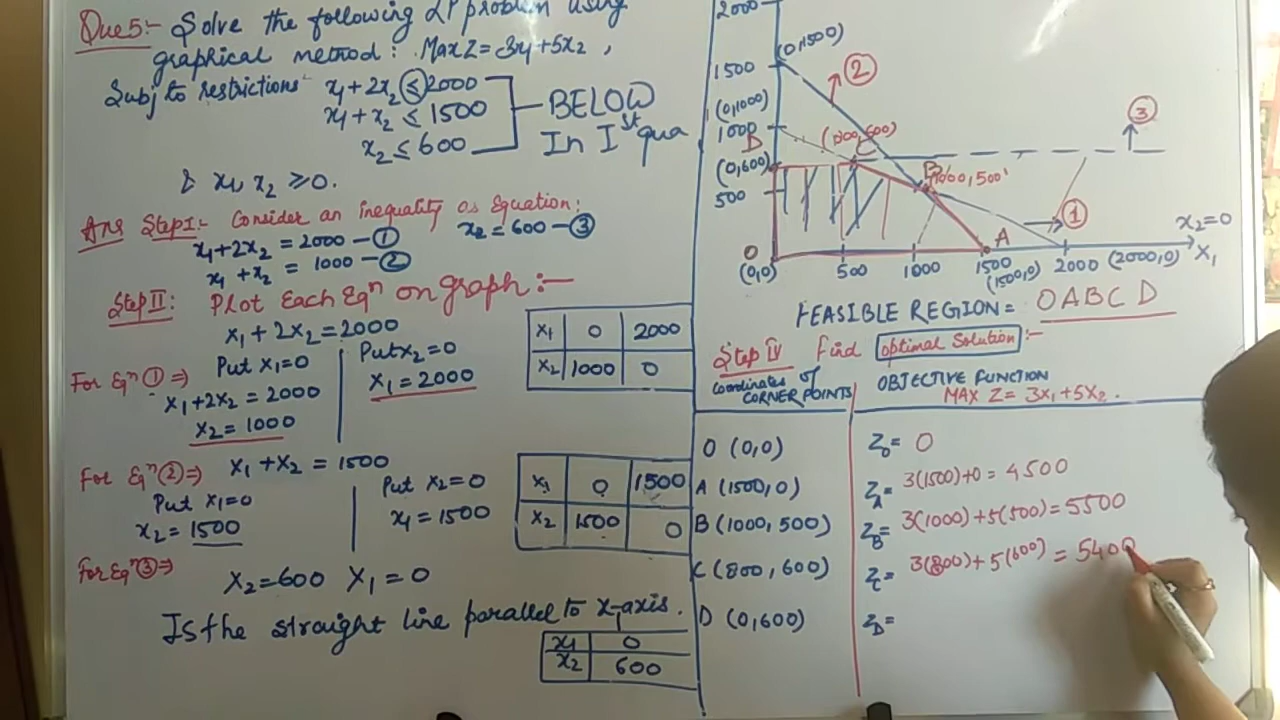 Que 5:- Solve the following LP problem using
graphical method: Max Z = 3x₁+5x₂,
Subj to restrictions x₁+2x₂ ≤ 2000
x₁+x₂ ≤ 1500
x₂ ≤ 600
BELOW
In Iˢᵗ qua
& x₁, x₂ ≥ 0.
Ans Step I:- Consider an inequality as Equation:
x₁+2x₂ = 2000 – ①
x₂ = 600 – ③
x₁+x₂ = 1000 – ②
Step II: Plot Each Eqⁿ on graph:-
x₁+2x₂ = 2000
For Eqⁿ ① ⇒ Put x₁=0
x₁+2x₂ = 2000
x₂ = 1000
Put x₂=0
x₁ = 2000
x₁ 0 2000
x₂ 1000 0
For Eqⁿ ② ⇒ x₁+x₂ = 1500
Put x₁=0
x₂ = 1500
Put x₂=0
x₁ = 1500
x₁ 0 1500
x₂ 1500 0
For Eqⁿ ③ ⇒
x₂=600 x₁=0
Is the straight line parallel to x-axis.
x₁ 0
x₂ 600
2000
(0,1500)
1500
②
(0,1000)
1000
③
D
C
(0,600)
500
B
(1000,500)
①
x₂=0
O
(0,0)
500
1000
A
1500
(1500,0)
2000 (2000,0) x₁
FEASIBLE REGION = OABCD
Step IV Find optimal Solution:-
Coordinates of
CORNER POINTS
OBJECTIVE FUNCTION
MAX Z = 3x₁+5x₂.
O (0,0) Z₀ = 0
A (1500,0) Z_A = 3(1500)+0 = 4500
B (1000,500) Z_B = 3(1000)+5(500) = 5500
C (800,600) Z_C = 3(800)+5(600) = 5400
D (0,600) Z_D =